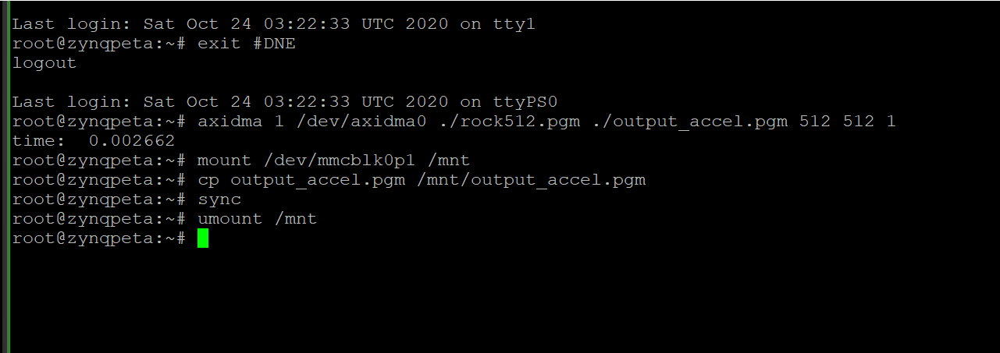 Last login: Sat Oct 24 03:22:33 UTC 2020 on tty1
root@zynqpeta:~# exit #DNE
logout
Last login: Sat Oct 24 03:22:33 UTC 2020 on ttyPS0
root@zynqpeta:~# axidma 1 /dev/axidma0 ./rock512.pgm ./output_accel.pgm 512 512 1
time:  0.002662
root@zynqpeta:~# mount /dev/mmcblk0p1 /mnt
root@zynqpeta:~# cp output_accel.pgm /mnt/output_accel.pgm
root@zynqpeta:~# sync
root@zynqpeta:~# umount /mnt
root@zynqpeta:~#